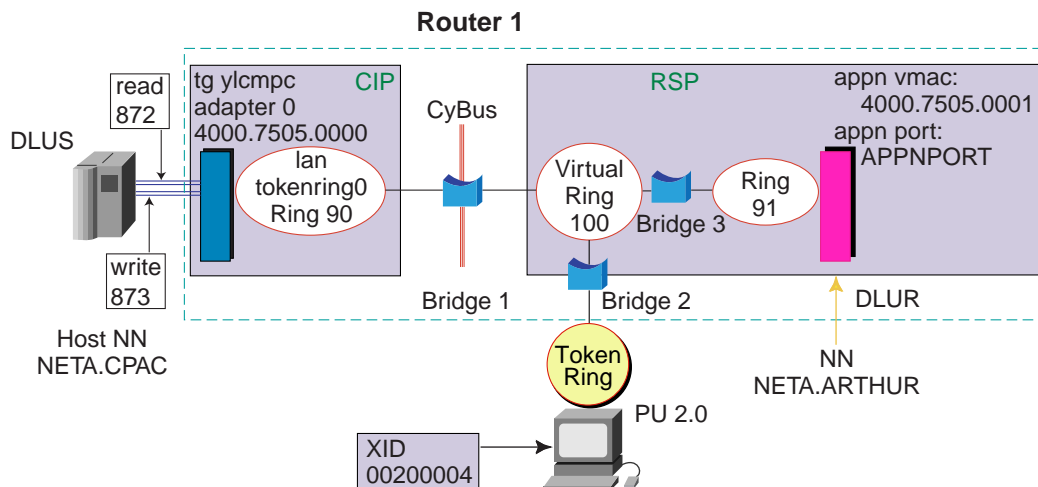 Router 1
read
872
DLUS
write
873
Host NN
NETA.CPAC
tg ylcmpc
adapter 0
4000.7505.0000
CIP
lan
tokenring0
Ring 90
CyBus
Bridge 1
RSP
Virtual
Ring
100
Bridge 3
Ring
91
appn vmac:
4000.7505.0001
appn port:
APPNPORT
Bridge 2
DLUR
NN
NETA.ARTHUR
Token
Ring
PU 2.0
XID
00200004